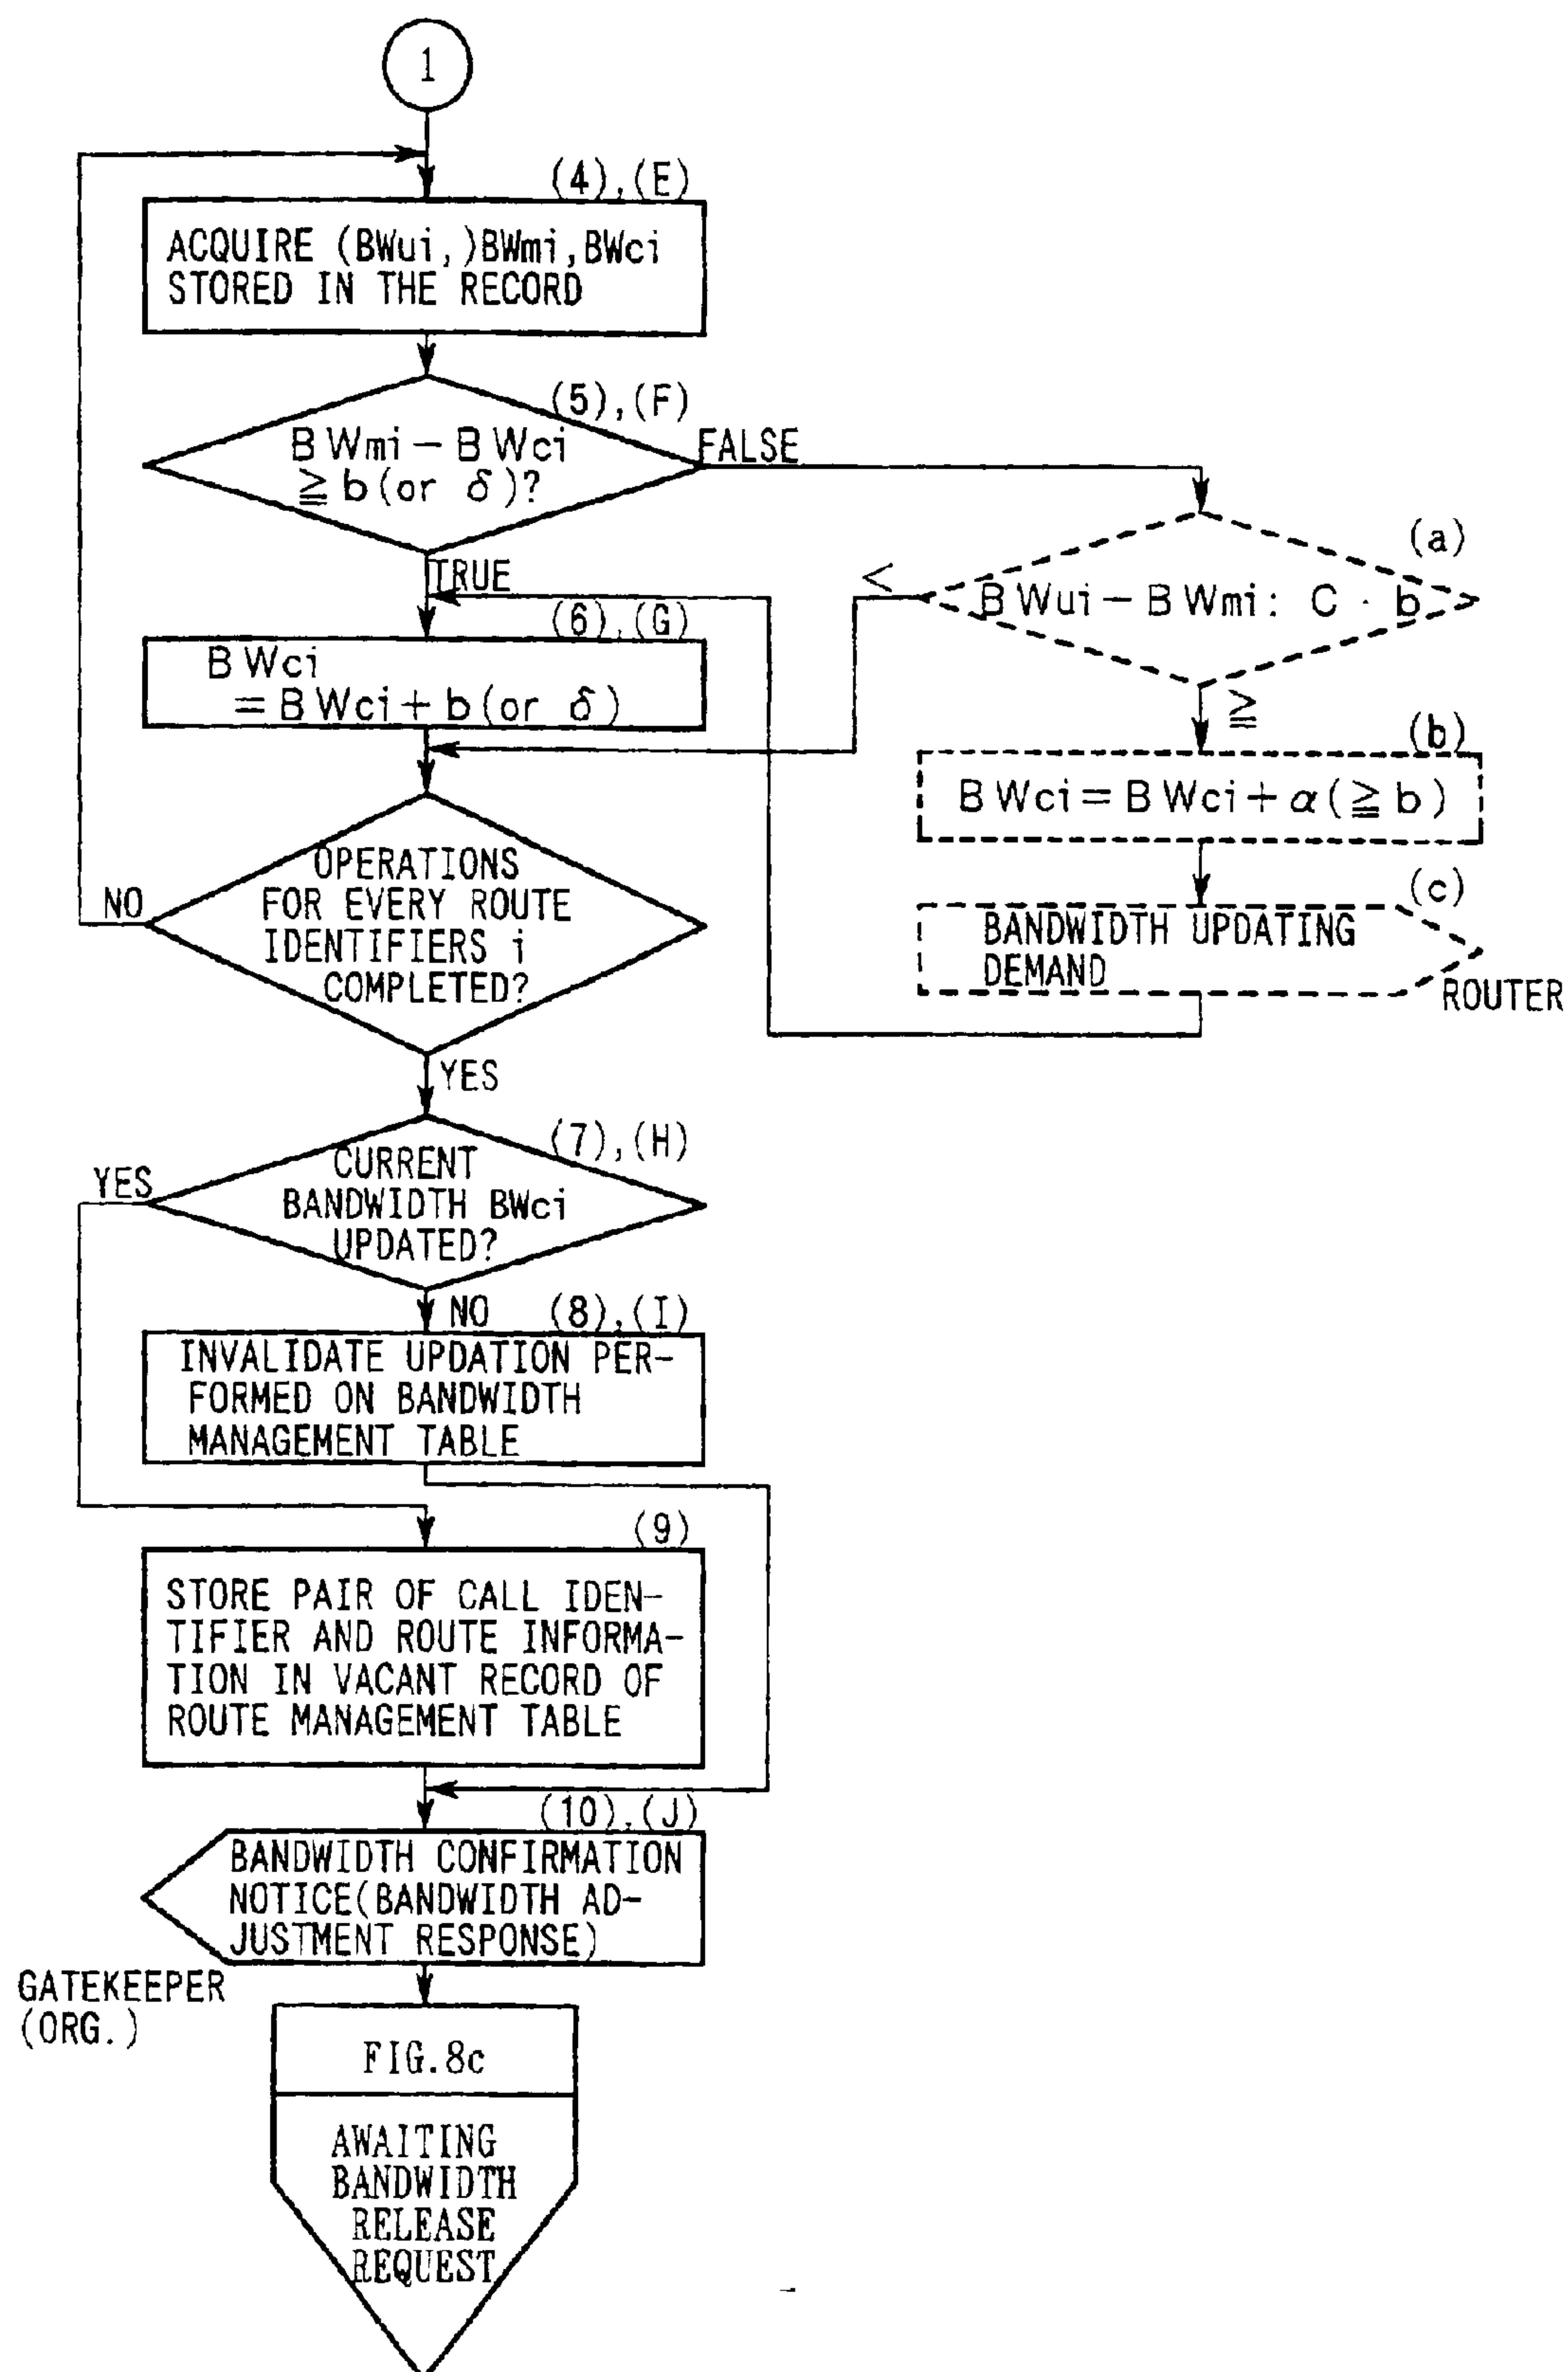 1
(4),(E)
ACQUIRE (BWui,)BWmi,BWci
STORED IN THE RECORD
(5),(F)
BWmi－BWci
≧b(or δ)?
FALSE
TRUE
(a)
<
BWui－BWmi: C・b
≧
(b)
BWci=BWci+α(≧b)
(c)
BANDWIDTH UPDATING
DEMAND
ROUTER
(6),(G)
BWci
=BWci+b(or δ)
OPERATIONS
FOR EVERY ROUTE
IDENTIFIERS i
COMPLETED?
NO
YES
(7),(H)
CURRENT
BANDWIDTH BWci
UPDATED?
YES
NO
(8),(I)
INVALIDATE UPDATION PER-
FORMED ON BANDWIDTH
MANAGEMENT TABLE
(9)
STORE PAIR OF CALL IDEN-
TIFIER AND ROUTE INFORMA-
TION IN VACANT RECORD OF
ROUTE MANAGEMENT TABLE
(10),(J)
BANDWIDTH CONFIRMATION
NOTICE(BANDWIDTH AD-
JUSTMENT RESPONSE)
GATEKEEPER
(ORG.)
FIG.8c
AWAITING
BANDWIDTH
RELEASE
REQUEST